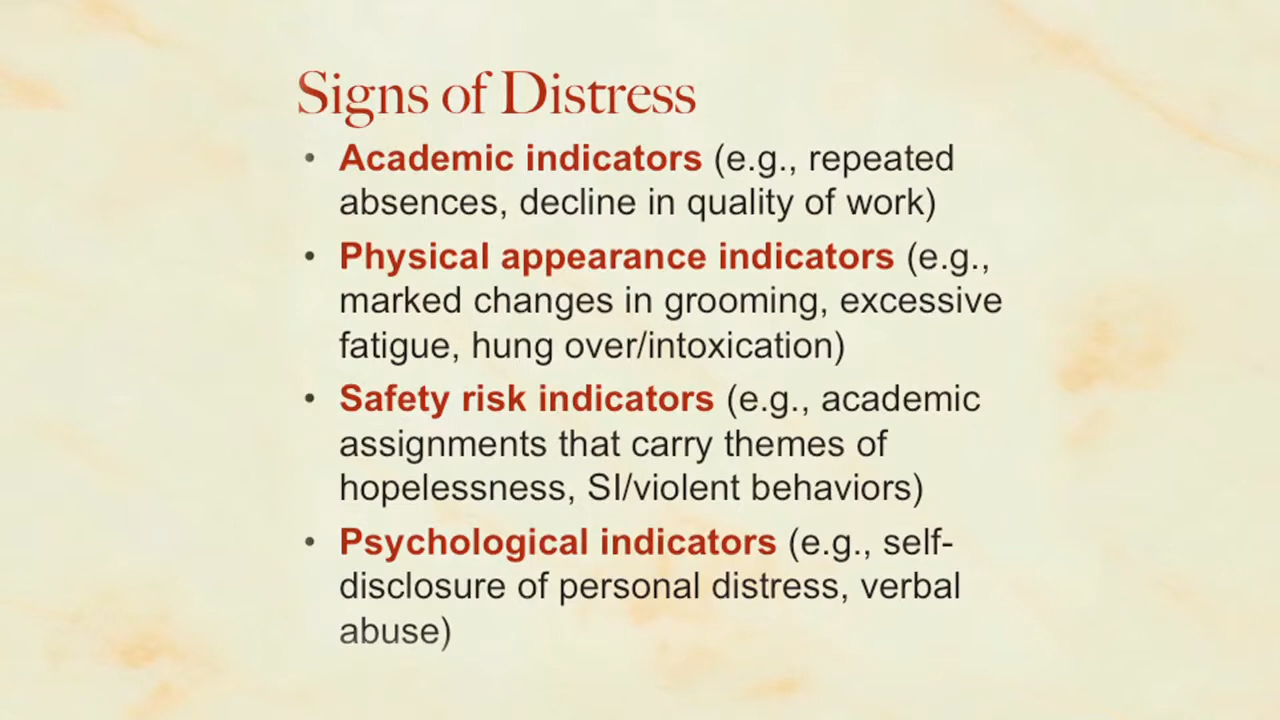 Signs of Distress
• Academic indicators (e.g., repeated
absences, decline in quality of work)
• Physical appearance indicators (e.g.,
marked changes in grooming, excessive
fatigue, hung over/intoxication)
• Safety risk indicators (e.g., academic
assignments that carry themes of
hopelessness, SI/violent behaviors)
• Psychological indicators (e.g., self-
disclosure of personal distress, verbal
abuse)